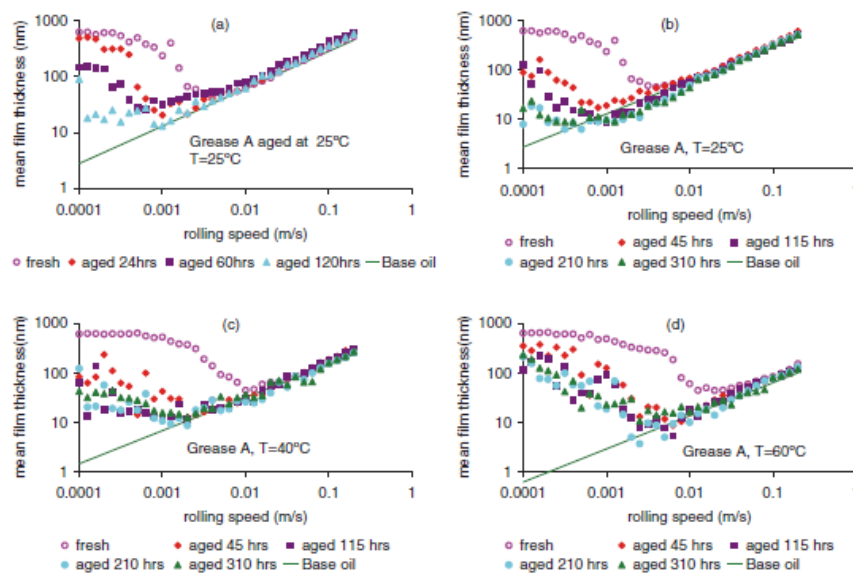 (a)
1000
100
10
1
mean film thickness (nm)
Grease A aged at 25ºC
T=25ºC
0.0001 0.001 0.01 0.1 1
rolling speed (m/s)
fresh aged 24hrs aged 60hrs aged 120hrs Base oil
(b)
1000
100
10
1
mean film thickness (nm)
Grease A, T=25ºC
0.0001 0.001 0.01 0.1 1
rolling speed (m/s)
fresh aged 45 hrs aged 115 hrs
aged 210 hrs aged 310 hrs Base oil
(c)
1000
100
10
1
mean film thickness(nm)
Grease A, T=40ºC
0.0001 0.001 0.01 0.1 1
rolling speed (m/s)
fresh aged 45 hrs aged 115 hrs
aged 210 hrs aged 310 hrs Base oil
(d)
1000
100
10
1
mean film thickness (nm)
Grease A, T=60ºC
0.0001 0.001 0.01 0.1 1
rolling speed (m/s)
fresh aged 45 hrs aged 115 hrs
aged 210 hrs aged 310 hrs Base oil